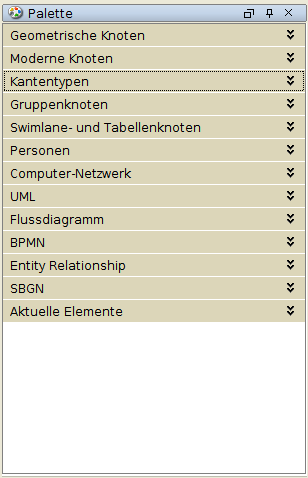 Palette
Geometrische Knoten
Moderne Knoten
Kantentypen
Gruppenknoten
Swimlane- und Tabellenknoten
Personen
Computer-Netzwerk
UML
Flussdiagramm
BPMN
Entity Relationship
SBGN
Aktuelle Elemente